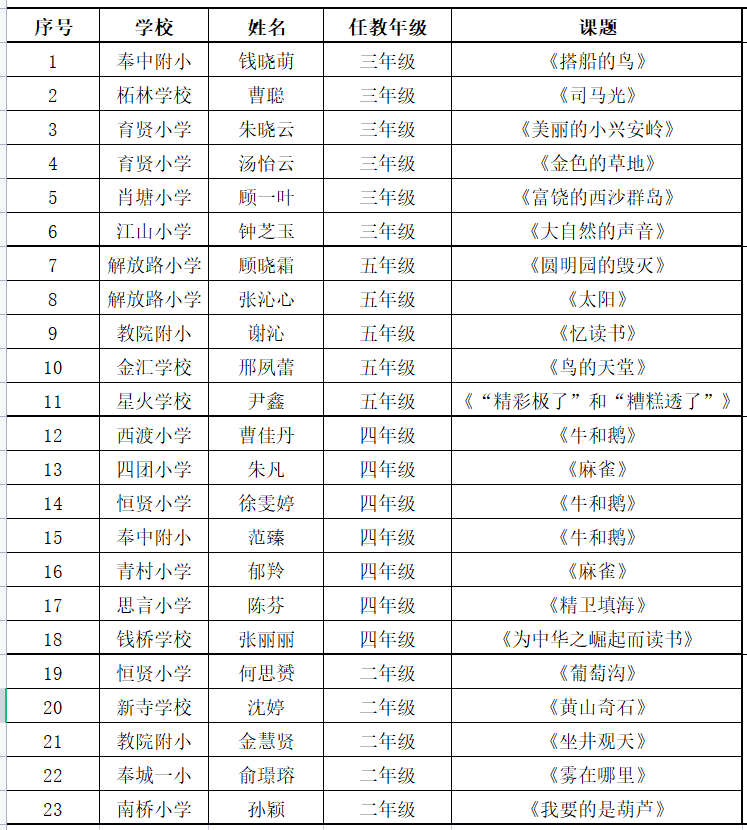 序号 学校 姓名 任教年级 课题
1 奉中附小 钱晓萌 三年级 《搭船的鸟》
2 柘林学校 曹聪 三年级 《司马光》
3 育贤小学 朱晓云 三年级 《美丽的小兴安岭》
4 育贤小学 汤怡云 三年级 《金色的草地》
5 肖塘小学 顾一叶 三年级 《富饶的西沙群岛》
6 江山小学 钟芝玉 三年级 《大自然的声音》
7 解放路小学 顾晓霜 五年级 《圆明园的毁灭》
8 解放路小学 张沁心 五年级 《太阳》
9 教院附小 谢沁 五年级 《忆读书》
10 金汇学校 邢夙蕾 五年级 《鸟的天堂》
11 星火学校 尹鑫 五年级 《“精彩极了”和“糟糕透了”》
12 西渡小学 曹佳丹 四年级 《牛和鹅》
13 四团小学 朱凡 四年级 《麻雀》
14 恒贤小学 徐雯婷 四年级 《牛和鹅》
15 奉中附小 范臻 四年级 《牛和鹅》
16 青村小学 郁羚 四年级 《麻雀》
17 思言小学 陈芬 四年级 《精卫填海》
18 钱桥学校 张丽丽 四年级 《为中华之崛起而读书》
19 恒贤小学 何思赟 二年级 《葡萄沟》
20 新寺学校 沈婷 二年级 《黄山奇石》
21 教院附小 金慧贤 二年级 《坐井观天》
22 奉城一小 俞璟瑢 二年级 《雾在哪里》
23 南桥小学 孙颖 二年级 《我要的是葫芦》